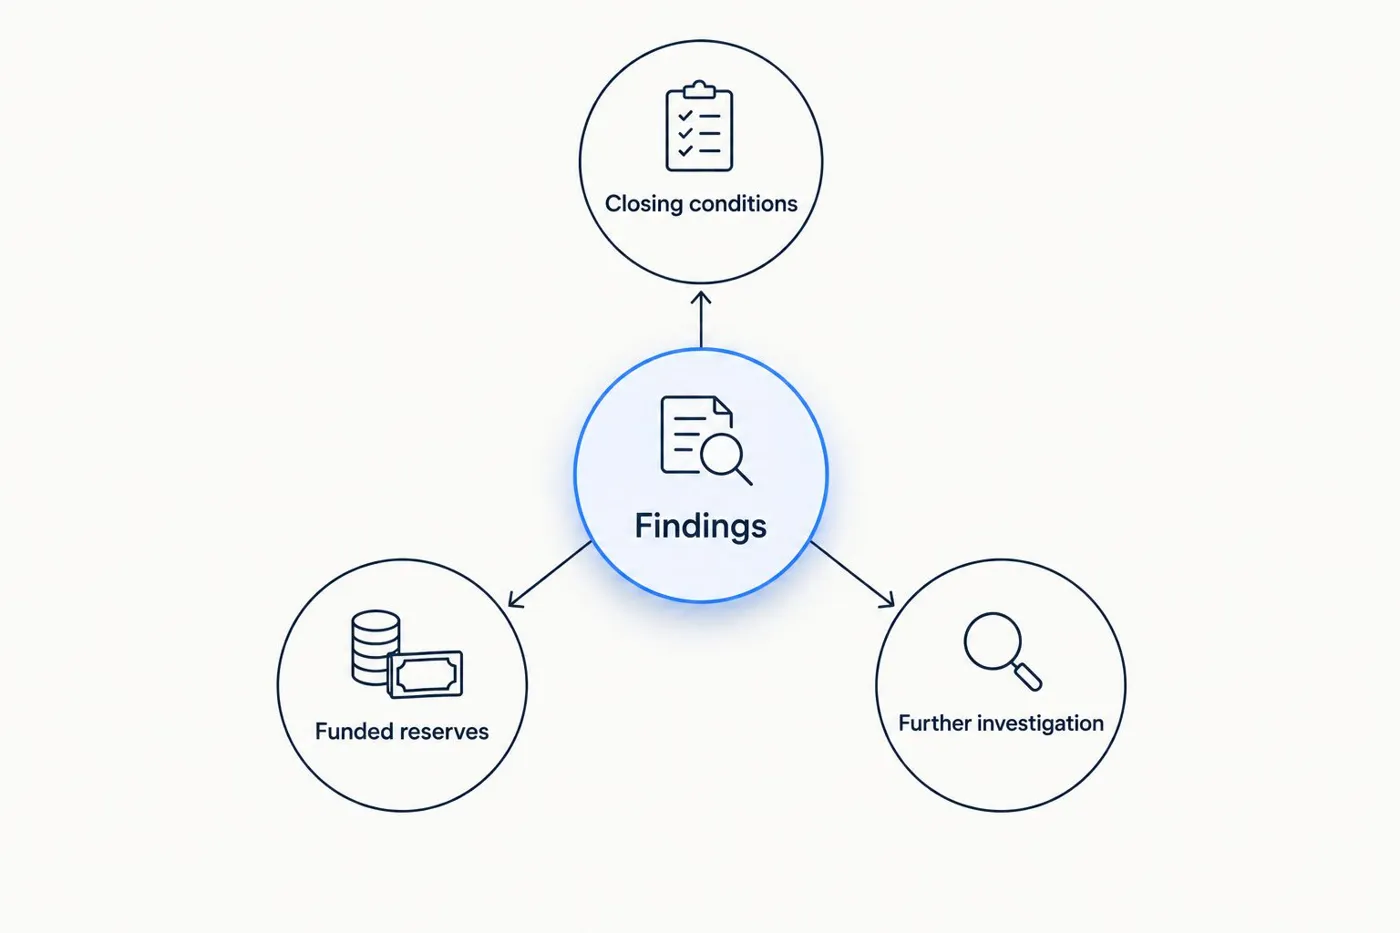 Closing conditions
Findings
Funded reserves
Further investigation